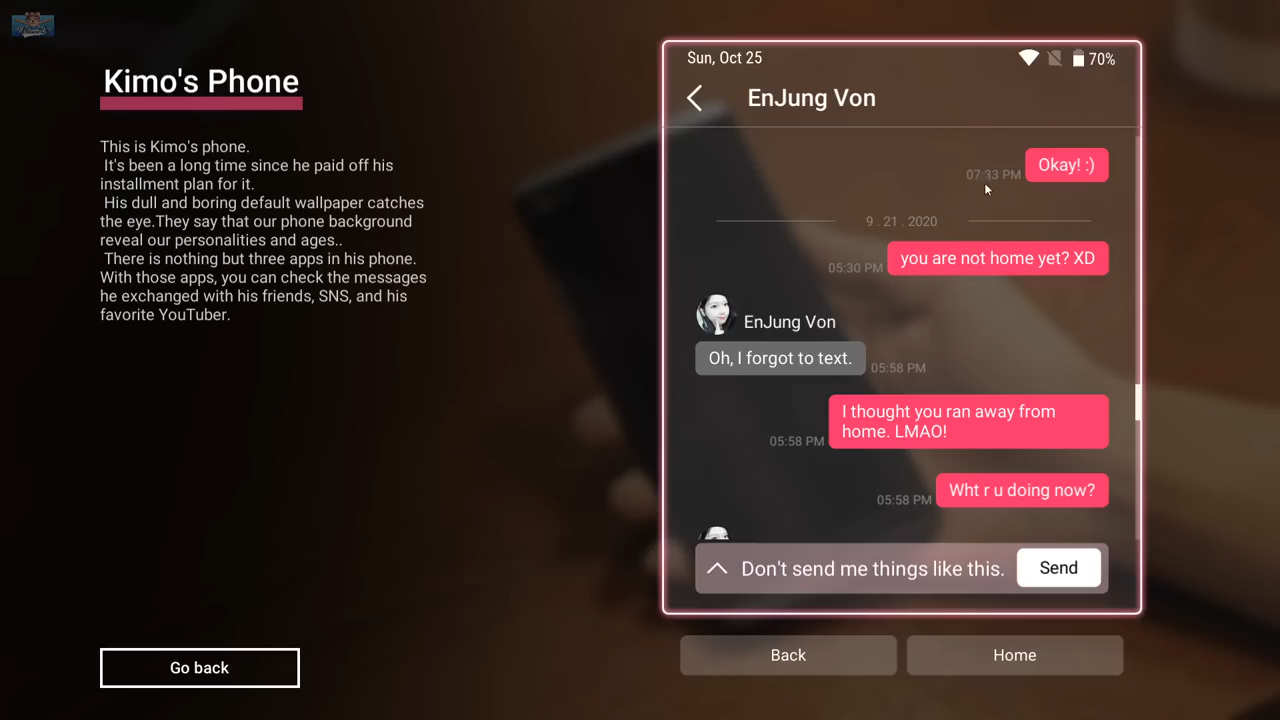 Kimo's Phone
This is Kimo's phone.
It's been a long time since he paid off his
installment plan for it.
His dull and boring default wallpaper catches
the eye.They say that our phone background
reveal our personalities and ages..
There is nothing but three apps in his phone.
With those apps, you can check the messages
he exchanged with his friends, SNS, and his
favorite YouTuber.
Go back
Sun, Oct 25
70%
EnJung Von
Okay! :)
07:33 PM
9 . 21 . 2020
you are not home yet? XD
05:30 PM
EnJung Von
Oh, I forgot to text.
05:58 PM
I thought you ran away from
home. LMAO!
05:58 PM
Wht r u doing now?
05:58 PM
Don't send me things like this.
Send
Back
Home